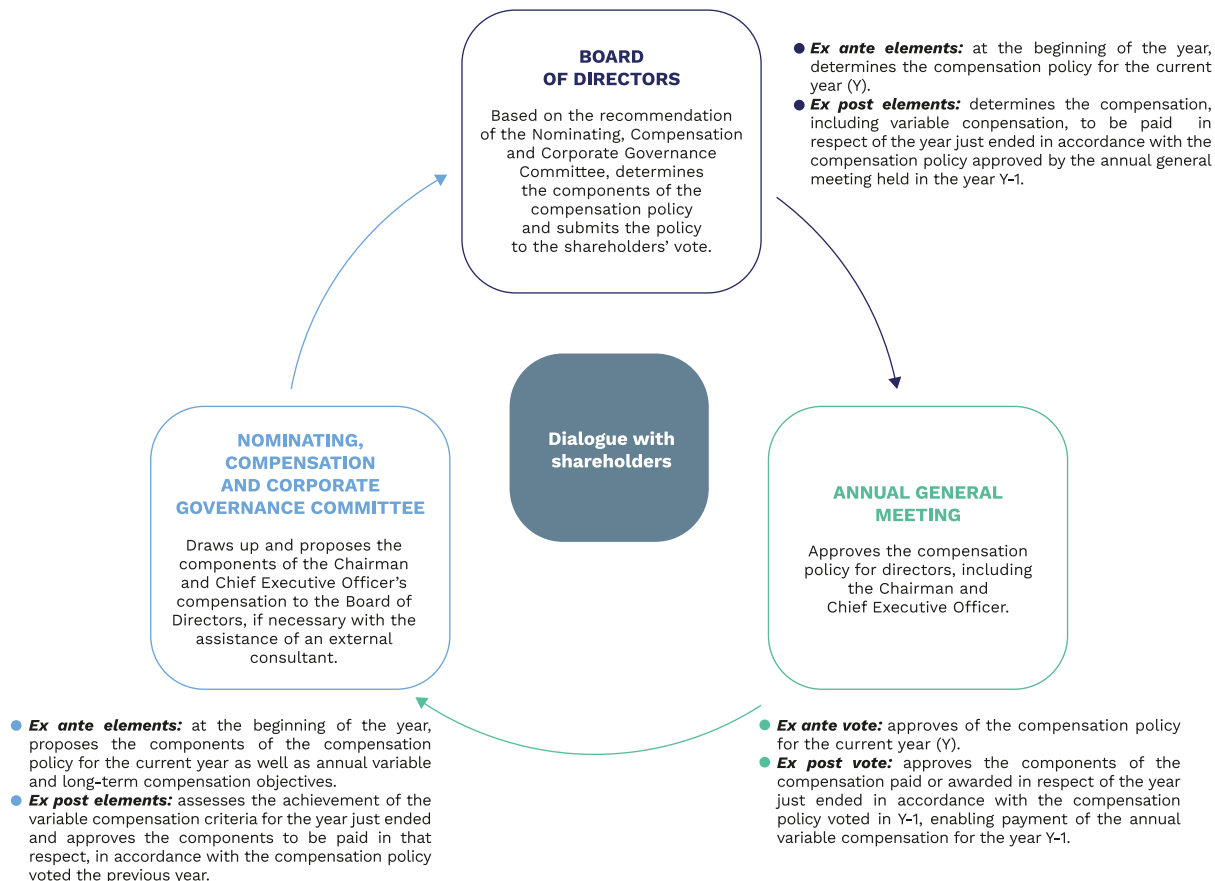 BOARD
OF DIRECTORS
Based on the recommendation
of the Nominating, Compensation
and Corporate Governance
Committee, determines
the components of the
compensation policy
and submits the policy
to the shareholders' vote.
● Ex ante elements: at the beginning of the year,
determines the compensation policy for the current
year (Y).
● Ex post elements: determines the compensation,
including variable conpensation, to be paid in
respect of the year just ended in accordance with the
compensation policy approved by the annual general
meeting held in the year Y-1.
Dialogue with
shareholders
NOMINATING,
COMPENSATION
AND CORPORATE
GOVERNANCE COMMITTEE
Draws up and proposes the
components of the Chairman
and Chief Executive Officer's
compensation to the Board of
Directors, if necessary with the
assistance of an external
consultant.
ANNUAL GENERAL
MEETING
Approves the compensation
policy for directors, including
the Chairman and
Chief Executive Officer.
● Ex ante elements: at the beginning of the year,
proposes the components of the compensation
policy for the current year as well as annual variable
and long-term compensation objectives.
● Ex post elements: assesses the achievement of the
variable compensation criteria for the year just ended
and approves the components to be paid in that
respect, in accordance with the compensation policy
voted the previous year.
● Ex ante vote: approves of the compensation policy
for the current year (Y).
● Ex post vote: approves the components of the
compensation paid or awarded in respect of the year
just ended in accordance with the compensation
policy voted in Y-1, enabling payment of the annual
variable compensation for the year Y-1.